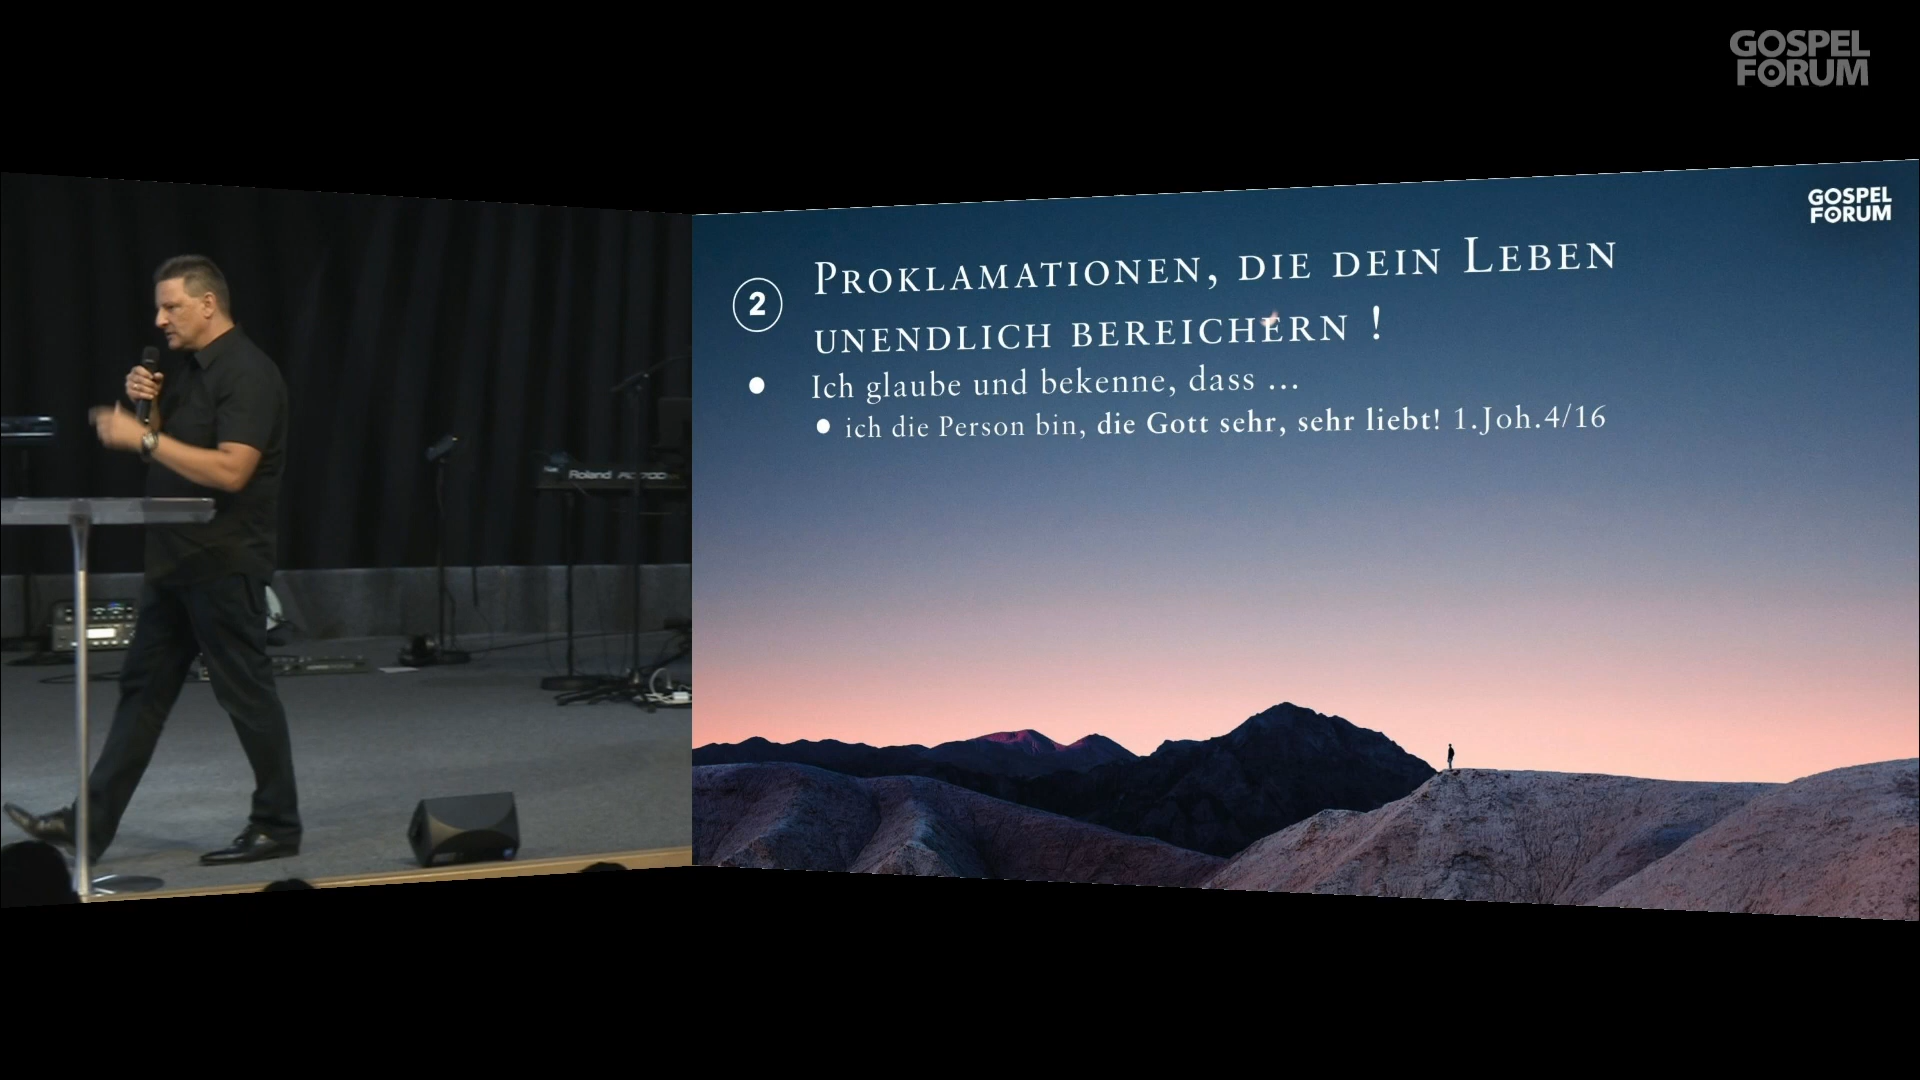 GOSPEL
FORUM
GOSPEL
FORUM
2
Proklamationen, die dein Leben
unendlich bereichern !
Ich glaube und bekenne, dass ...
ich die Person bin, die Gott sehr, sehr liebt! 1.Joh.4/16
Roland